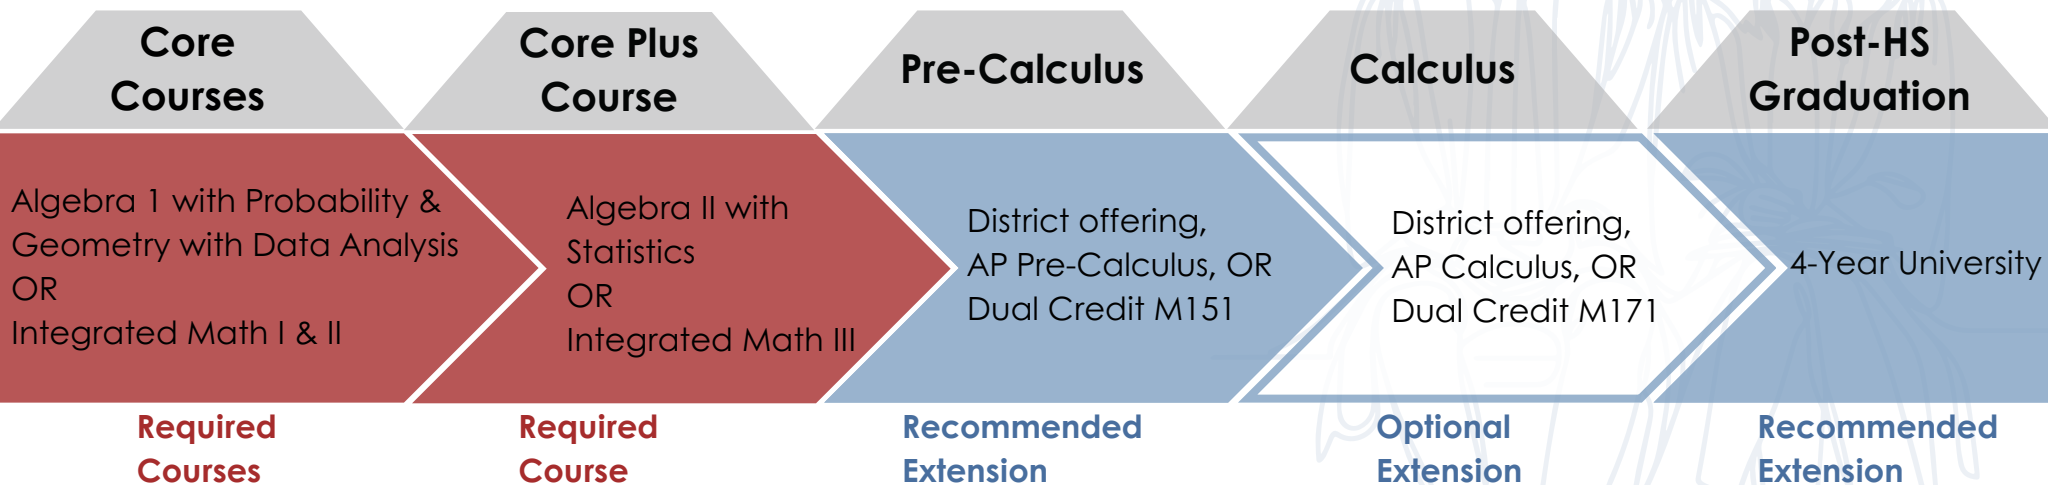 Core
Courses
Core Plus
Course
Pre-Calculus
Calculus
Post-HS
Graduation
Algebra 1 with Probability &
Geometry with Data Analysis
OR
Integrated Math I & II
Algebra II with
Statistics
OR
Integrated Math III
District offering,
AP Pre-Calculus, OR
Dual Credit M151
District offering,
AP Calculus, OR
Dual Credit M171
4-Year University
Required
Courses
Required
Course
Recommended
Extension
Optional
Extension
Recommended
Extension